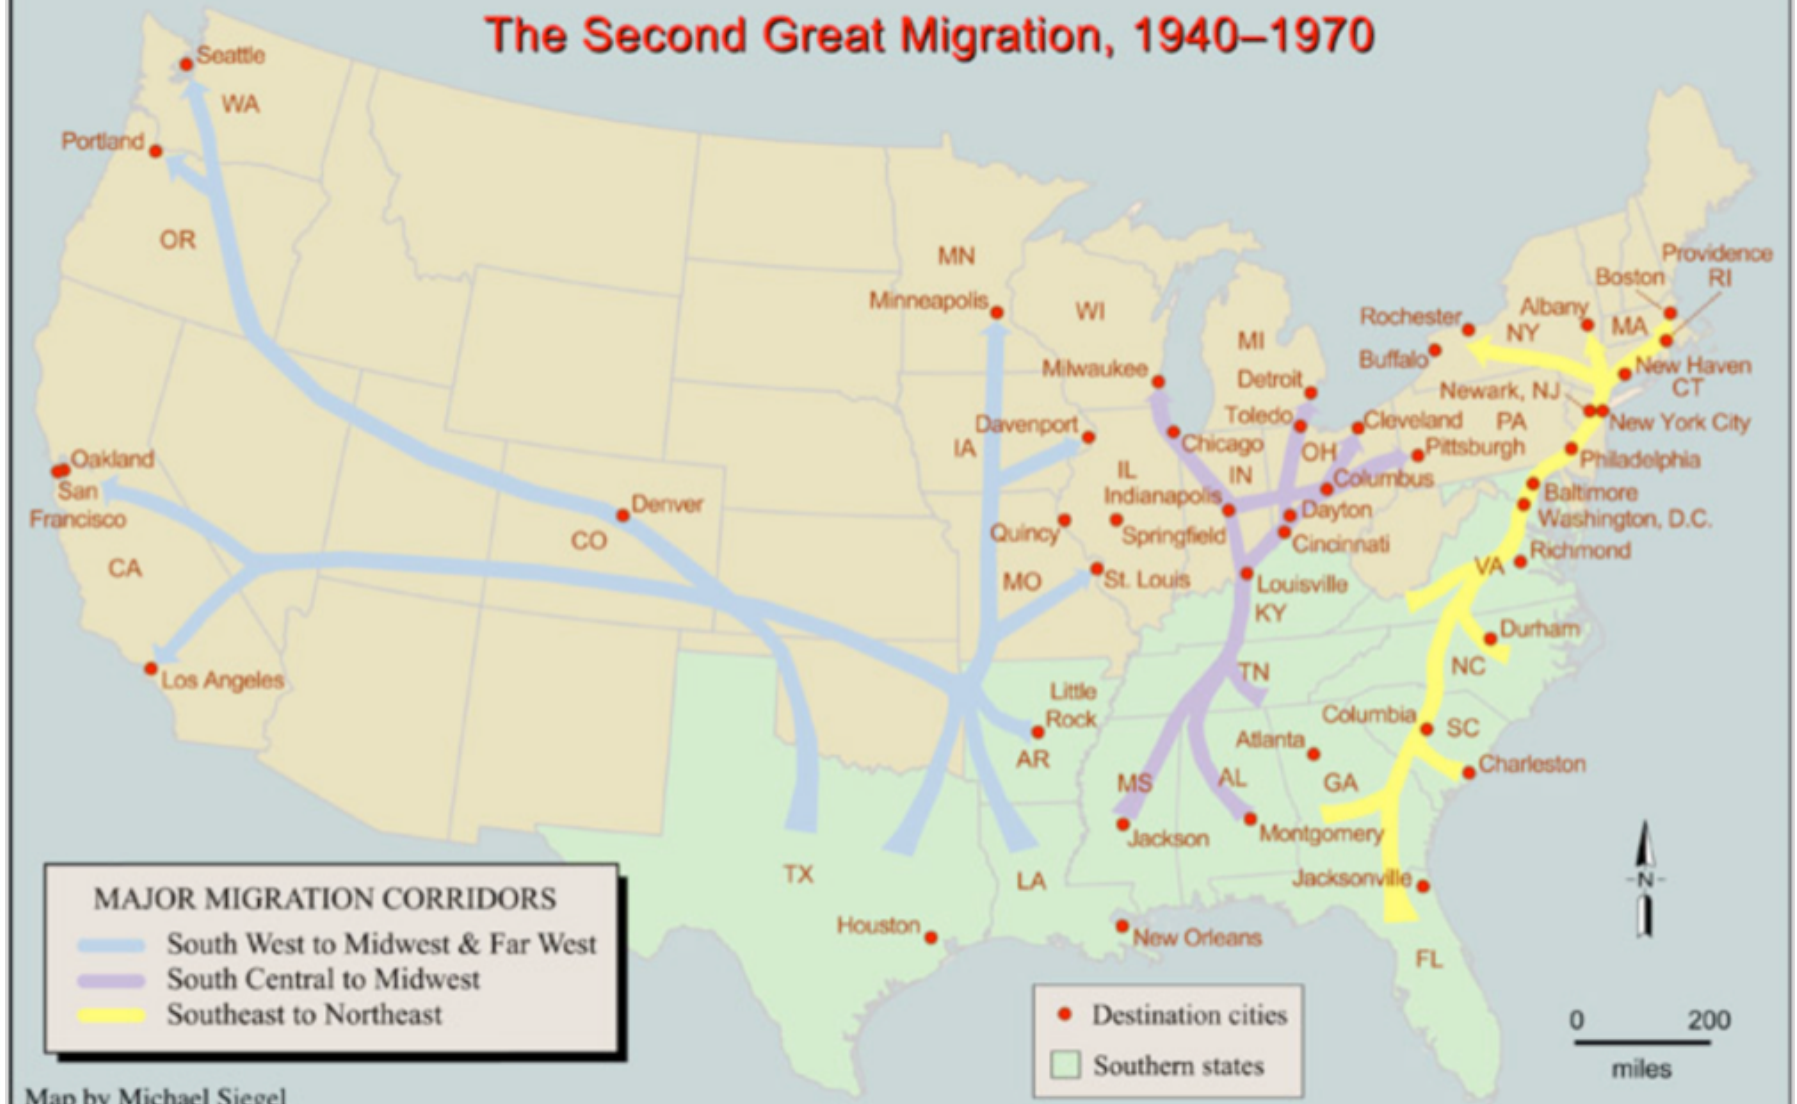 The Second Great Migration, 1940–1970
Seattle
WA
Portland
OR
MN
Minneapolis
WI
MI
Milwaukee
Detroit
Toledo
Cleveland
Rochester
Buffalo
Albany
NY
Boston
Providence
RI
MA
New Haven
CT
Newark, NJ
New York City
PA
Pittsburgh
Philadelphia
Davenport
IA
Chicago
IL
IN
OH
Columbus
Indianapolis
Dayton
Baltimore
Washington, D.C.
Oakland
San
Francisco
Denver
CO
Quincy
Springfield
Cincinnati
Richmond
VA
CA
MO
St. Louis
Louisville
KY
Durham
NC
Los Angeles
TN
Little
Rock
AR
Columbia
SC
Atlanta
Charleston
MS
AL
GA
Jackson
Montgomery
TX
LA
Jacksonville
Houston
New Orleans
FL
N
MAJOR MIGRATION CORRIDORS
South West to Midwest & Far West
South Central to Midwest
Southeast to Northeast
Destination cities
Southern states
0 200
miles
Map by Michael Siegel